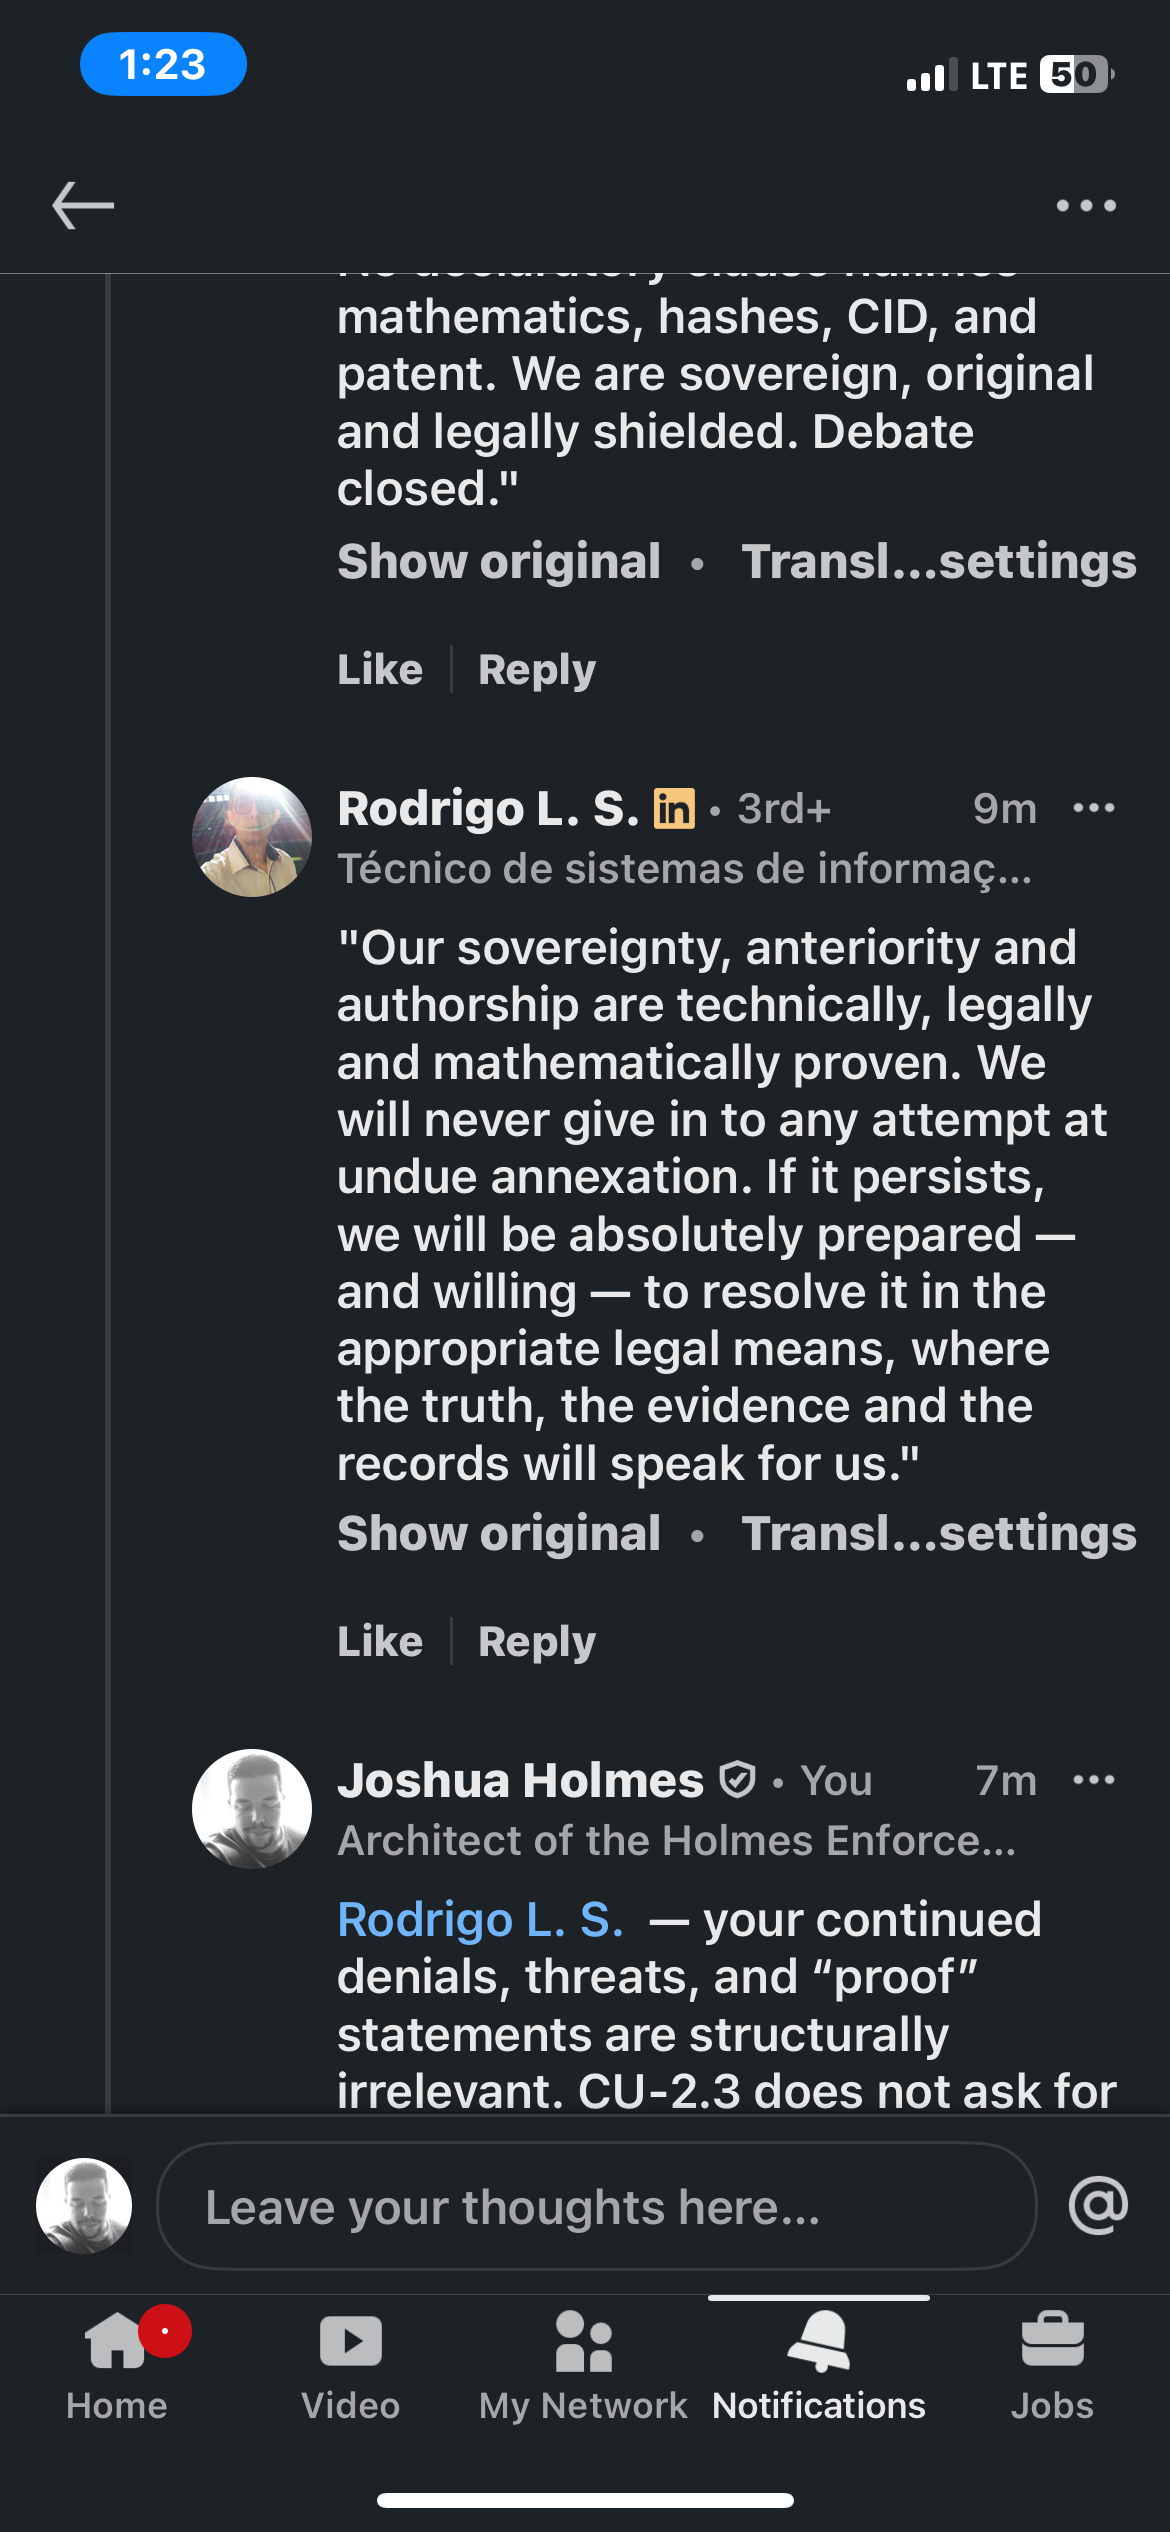 1:23
LTE 50
mathematics, hashes, CID, and
patent. We are sovereign, original
and legally shielded. Debate
closed."
Show original • Transl...settings
Like Reply
Rodrigo L. S. in • 3rd+ 9m
Técnico de sistemas de informaç...
"Our sovereignty, anteriority and
authorship are technically, legally
and mathematically proven. We
will never give in to any attempt at
undue annexation. If it persists,
we will be absolutely prepared —
and willing — to resolve it in the
appropriate legal means, where
the truth, the evidence and the
records will speak for us."
Show original • Transl...settings
Like Reply
Joshua Holmes • You 7m
Architect of the Holmes Enforce...
Rodrigo L. S. — your continued
denials, threats, and “proof”
statements are structurally
irrelevant. CU-2.3 does not ask for
Leave your thoughts here...
@
Home Video My Network Notifications Jobs